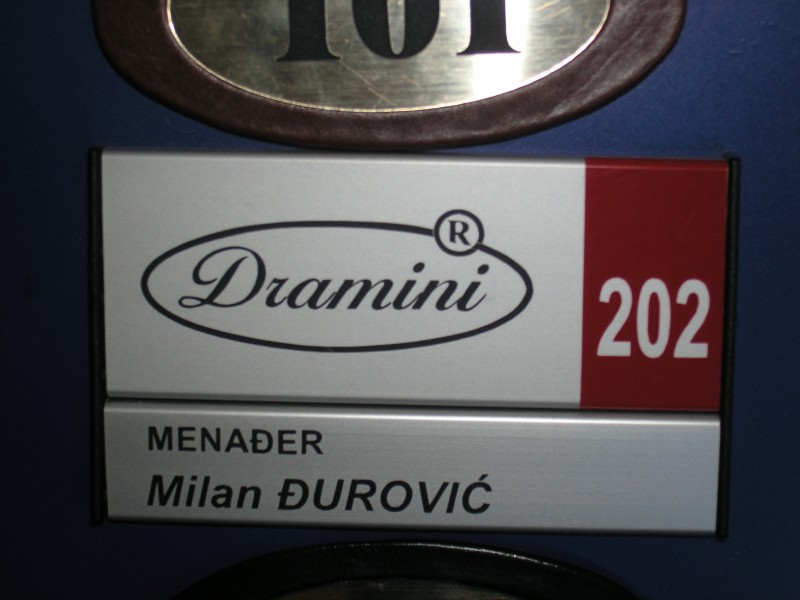 101
Dramini ®
202
MENAĐER
Milan ĐUROVIĆ